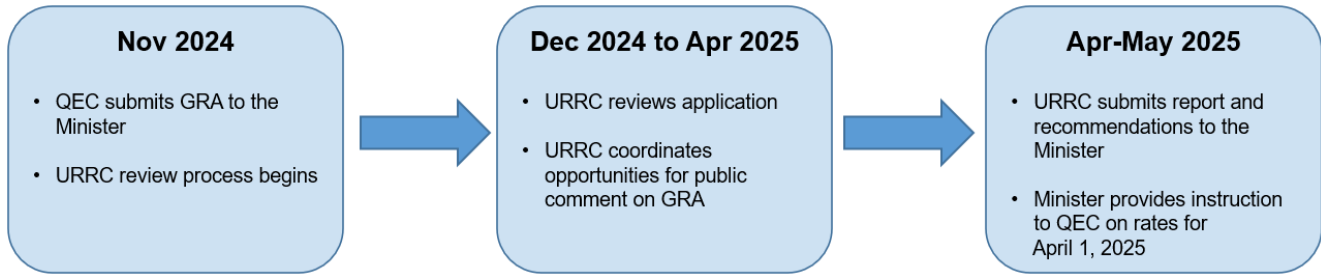 Nov 2024
• QEC submits GRA to the
Minister
• URRC review process begins
Dec 2024 to Apr 2025
• URRC reviews application
• URRC coordinates
opportunities for public
comment on GRA
Apr-May 2025
• URRC submits report and
recommendations to the
Minister
• Minister provides instruction
to QEC on rates for
April 1, 2025